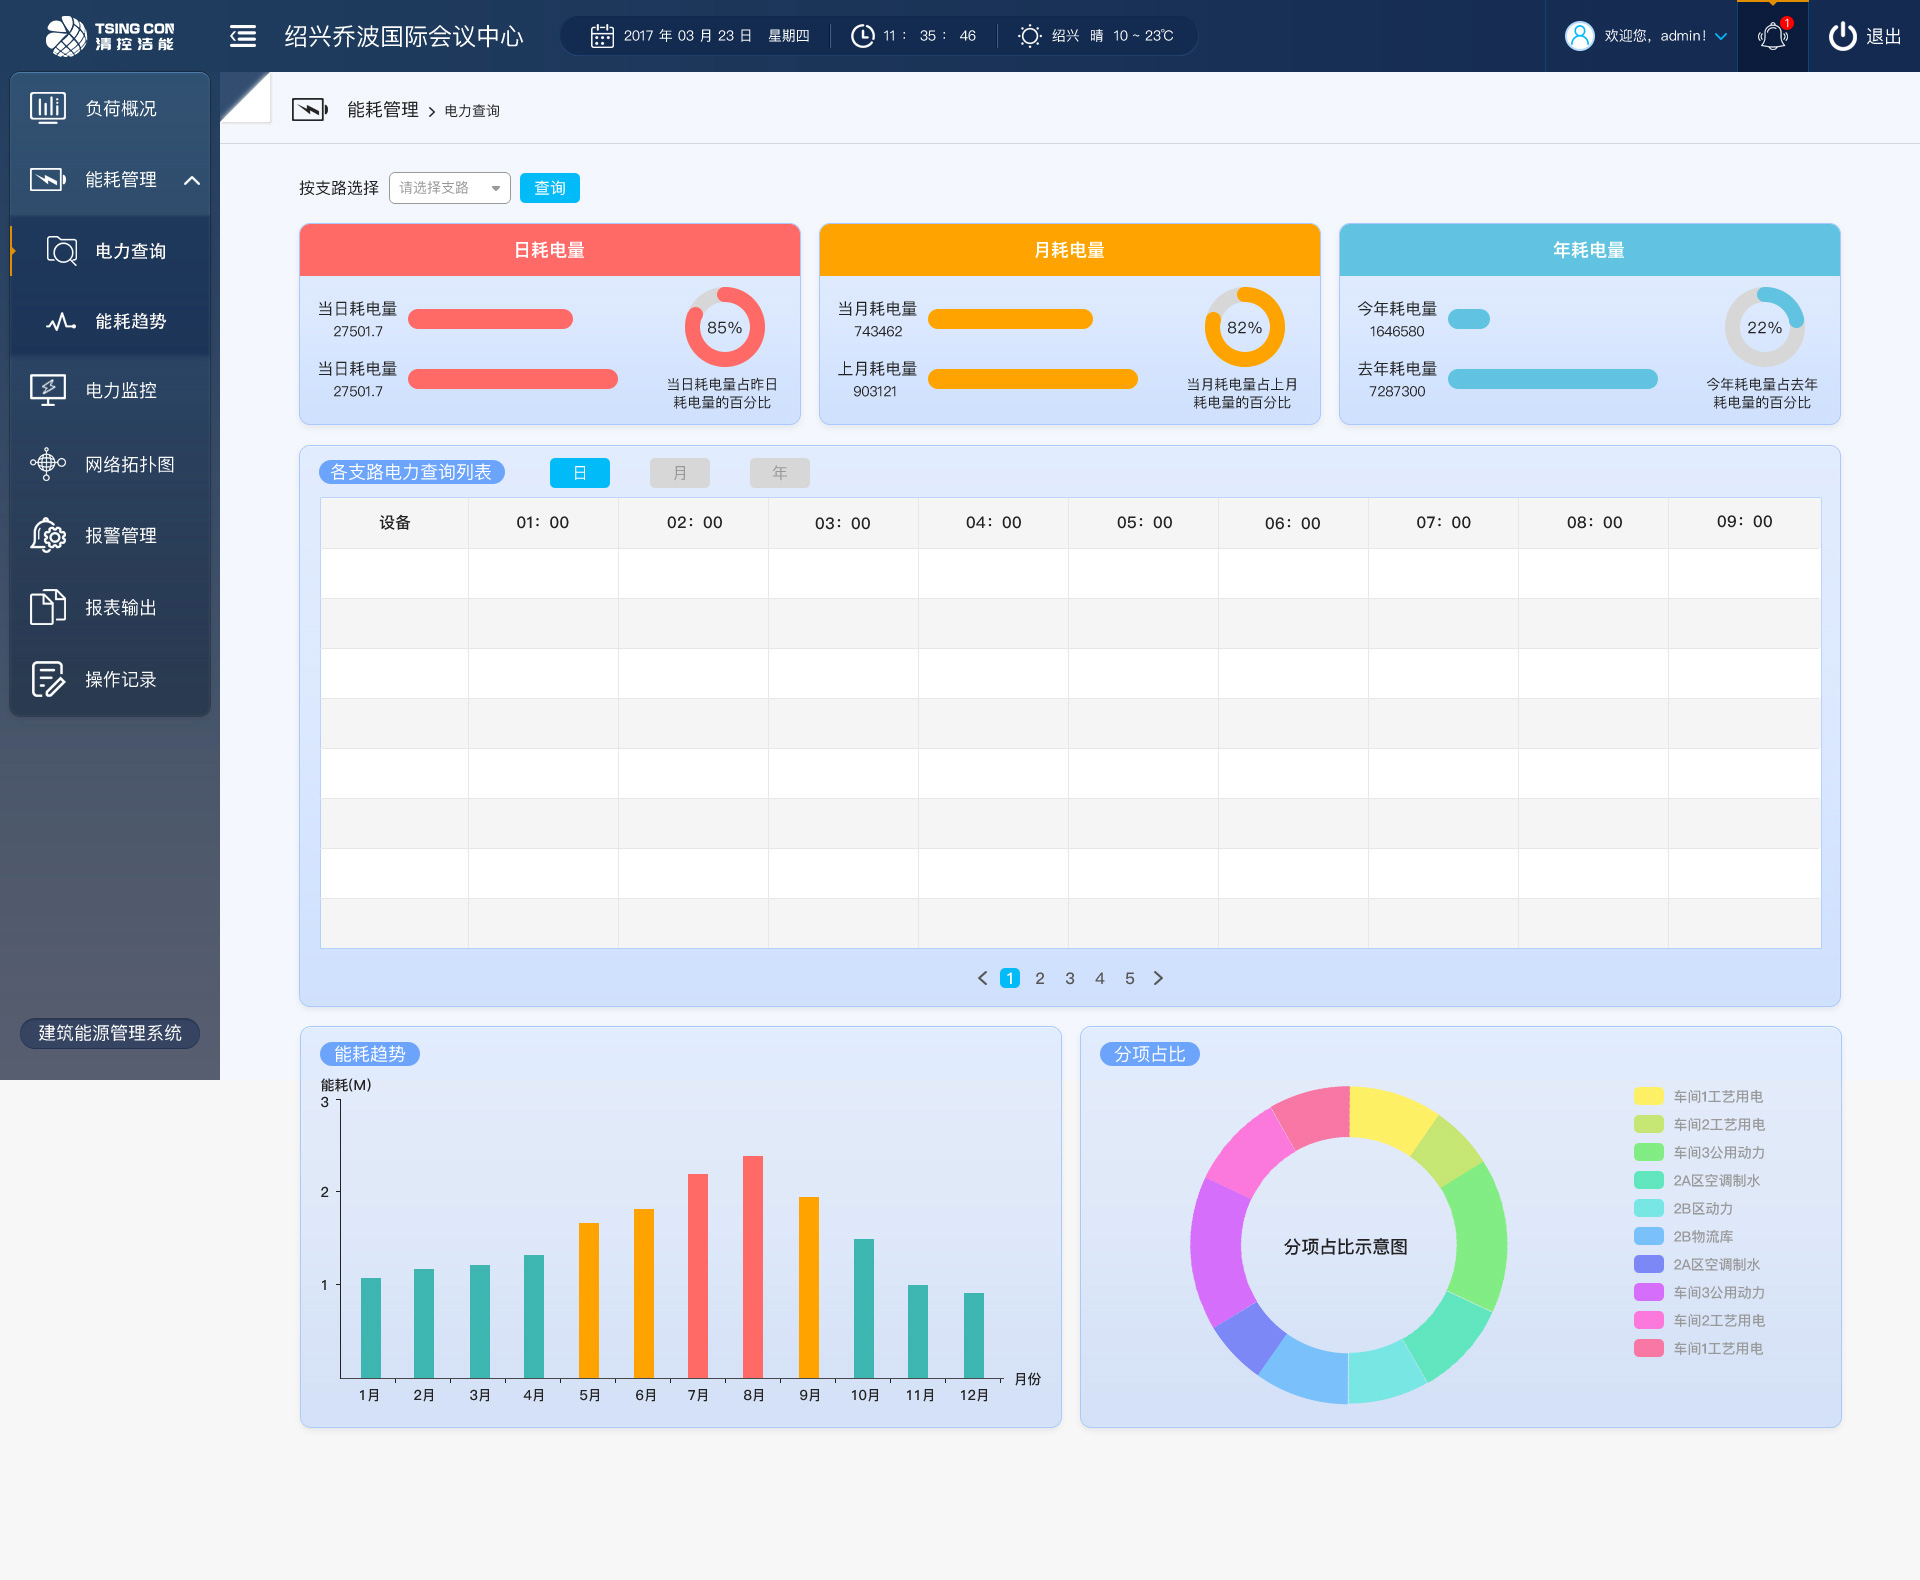 TSING CON
清控洁能
绍兴乔波国际会议中心
2017 年 03 月 23 日 星期四
11 : 35 : 46
绍兴 晴 10 ~ 23℃
欢迎您，admin!
1
退出
负荷概况
能耗管理
电力查询
能耗趋势
电力监控
网络拓扑图
报警管理
报表输出
操作记录
建筑能源管理系统
能耗管理 > 电力查询
按支路选择 请选择支路 查询
日耗电量
当日耗电量
27501.7
当日耗电量
27501.7
85%
当日耗电量占昨日
耗电量的百分比
月耗电量
当月耗电量
743462
上月耗电量
903121
82%
当月耗电量占上月
耗电量的百分比
年耗电量
今年耗电量
1646580
去年耗电量
7287300
22%
今年耗电量占去年
耗电量的百分比
各支路电力查询列表 日 月 年
设备 01：00 02：00 03：00 04：00 05：00 06：00 07：00 08：00 09：00
< 1 2 3 4 5 >
能耗趋势
能耗(M)
3
2
1
1月 2月 3月 4月 5月 6月 7月 8月 9月 10月 11月 12月
月份
分项占比
分项占比示意图
车间1工艺用电
车间2工艺用电
车间3公用动力
2A区空调制水
2B区动力
2B物流库
2A区空调制水
车间3公用动力
车间2工艺用电
车间1工艺用电